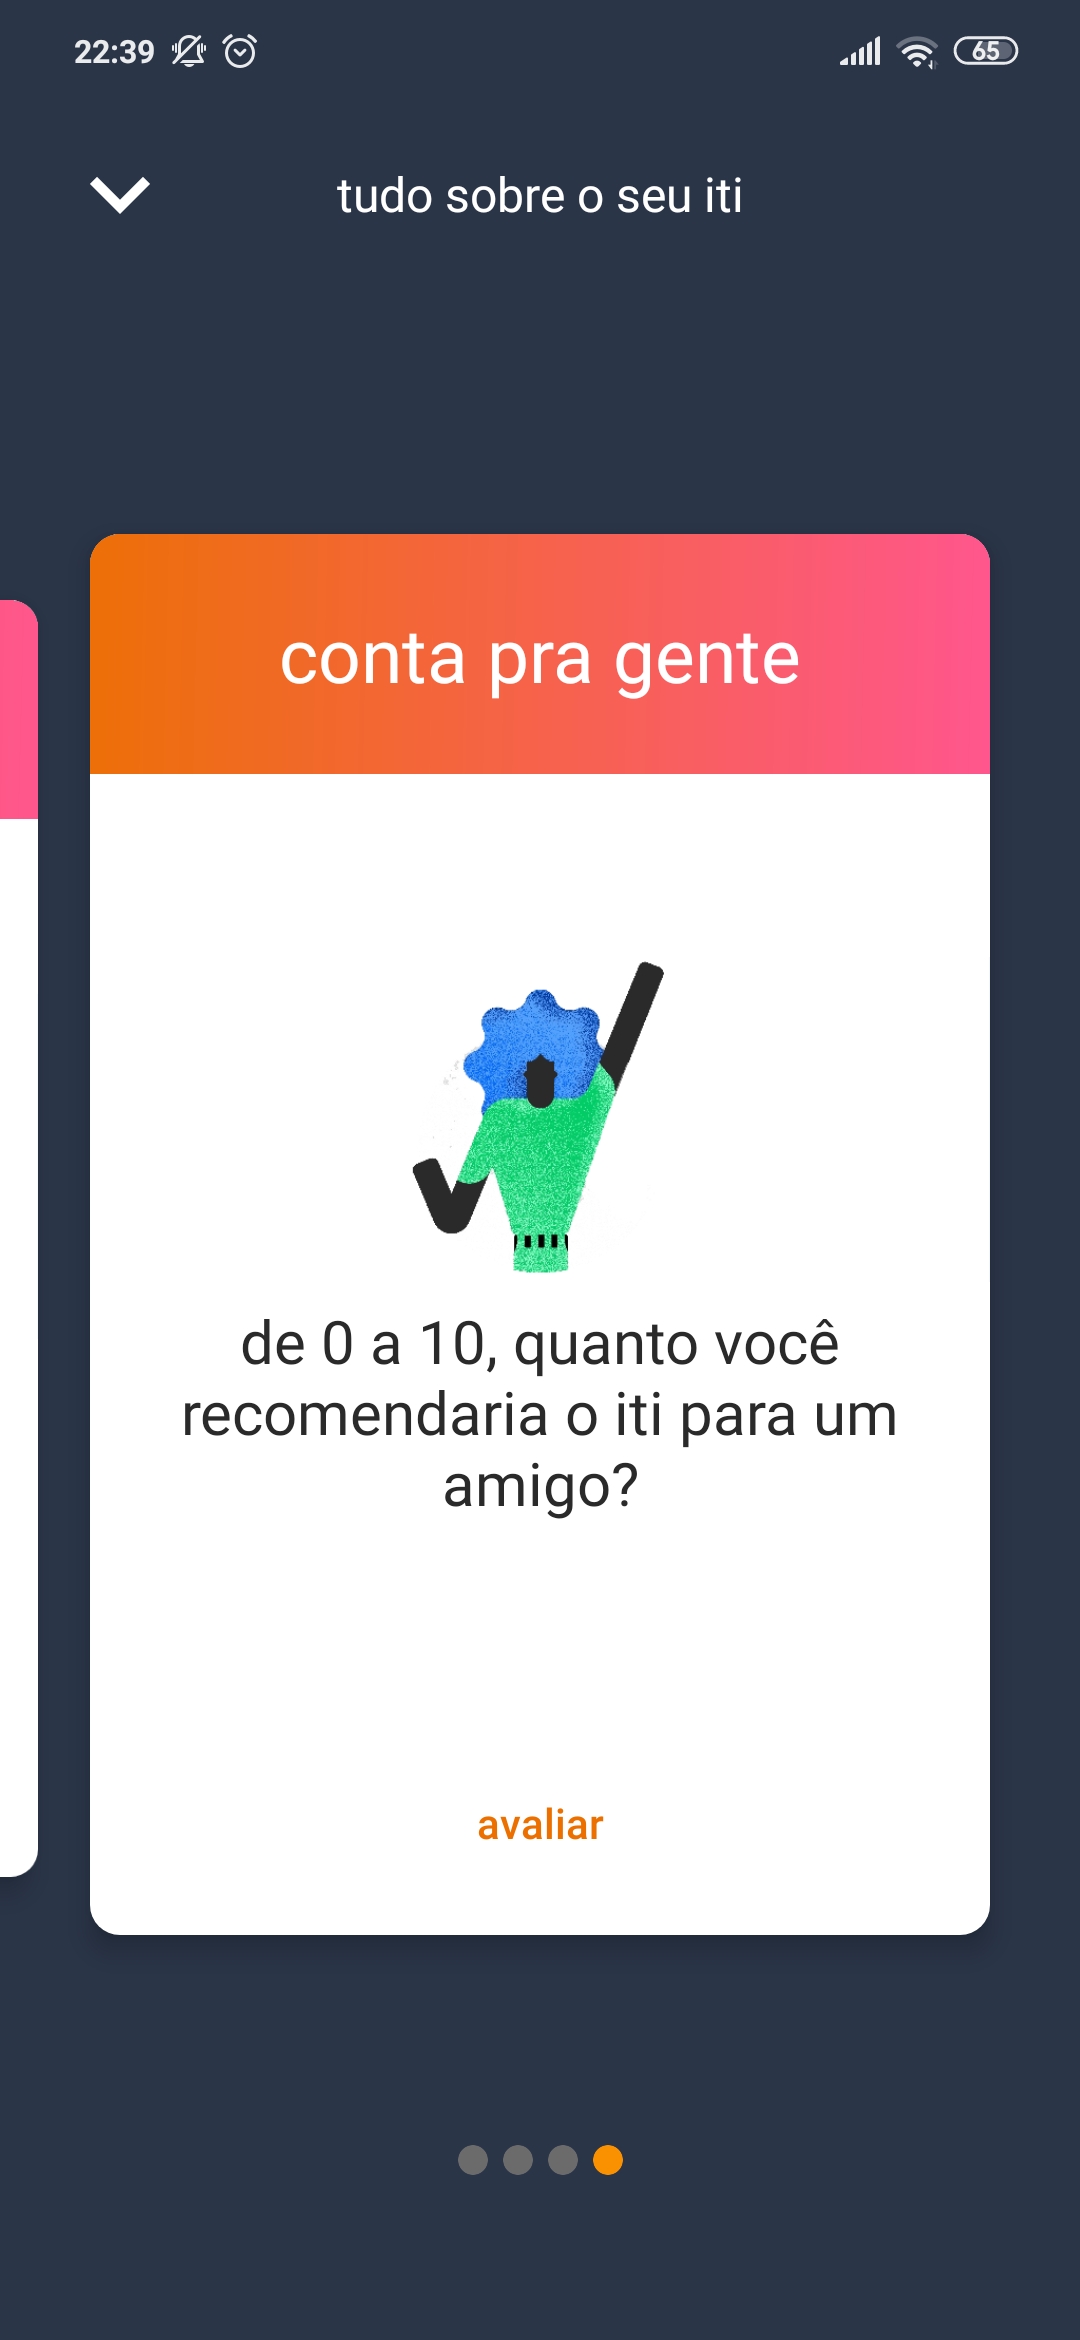 22:39
65
tudo sobre o seu iti
conta pra gente
de 0 a 10, quanto você
recomendaria o iti para um
amigo?
avaliar